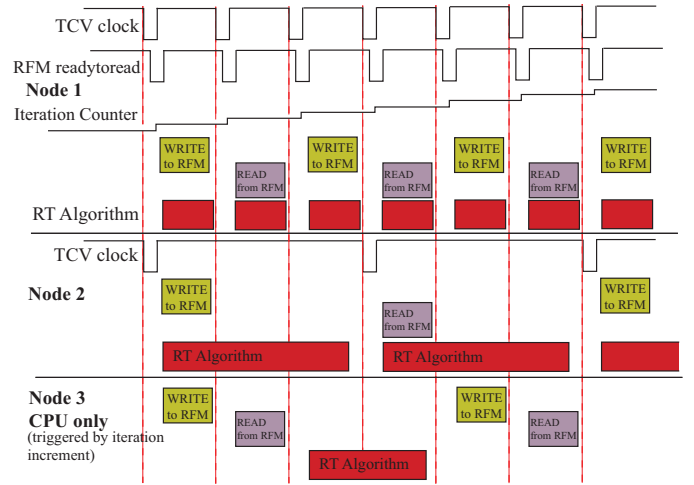 TCV clock
RFM readytoread
Node 1
Iteration Counter
WRITE
to RFM
WRITE
to RFM
WRITE
to RFM
WRITE
to RFM
READ
from RFM
READ
from RFM
READ
from RFM
RT Algorithm
TCV clock
Node 2
WRITE
to RFM
WRITE
to RFM
READ
from RFM
RT Algorithm
RT Algorithm
Node 3
CPU only
(triggered by iteration
increment)
WRITE
to RFM
WRITE
to RFM
READ
from RFM
READ
from RFM
RT Algorithm